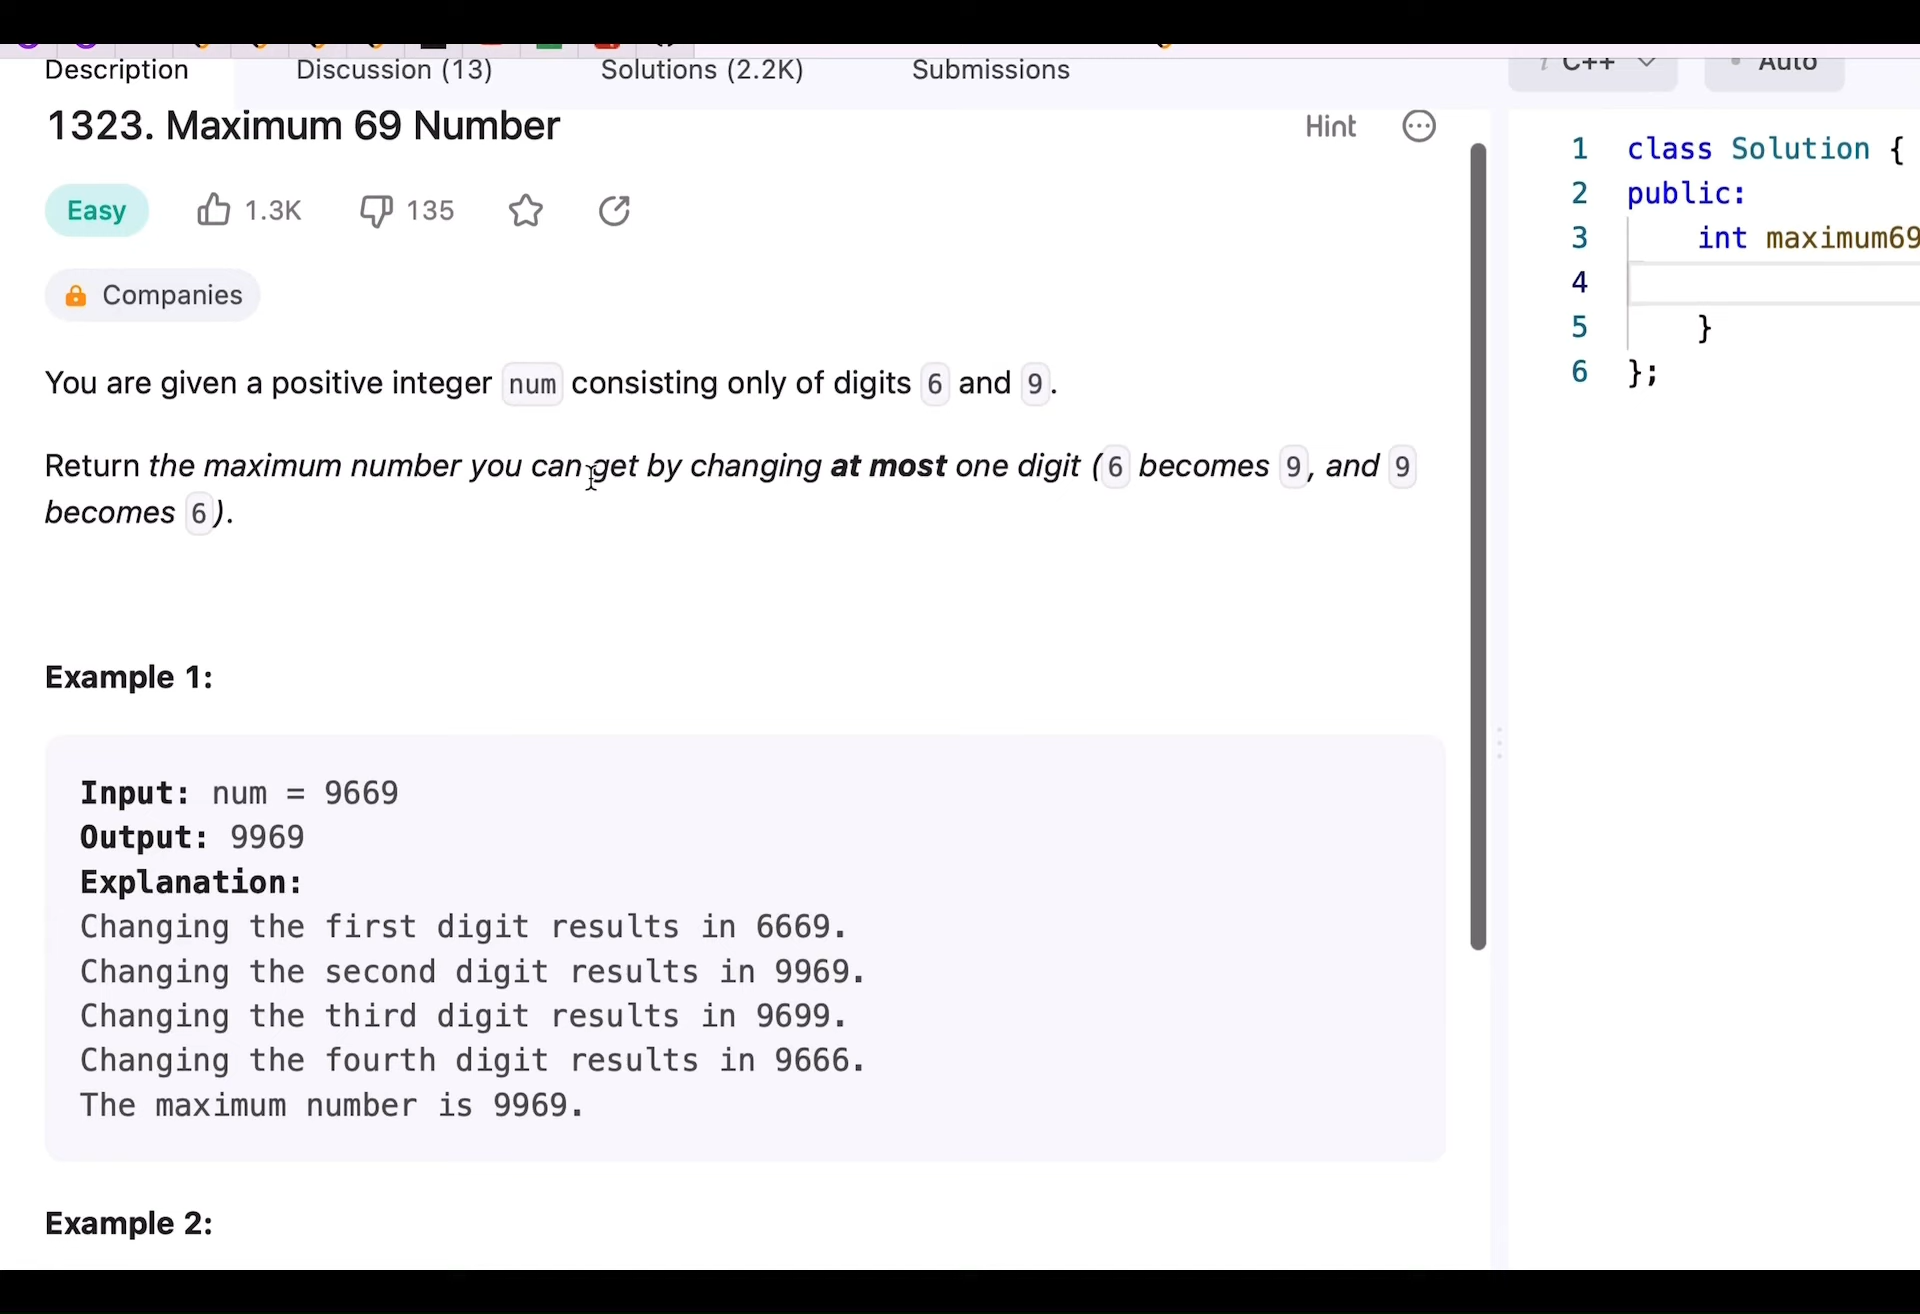 Description Discussion (13) Solutions (2.2K) Submissions
C++ Auto
1323. Maximum 69 Number
Hint
Easy 1.3K 135
Companies
You are given a positive integer num consisting only of digits 6 and 9.
Return the maximum number you can get by changing at most one digit (6 becomes 9, and 9
becomes 6).
Example 1:
Input: num = 9669
Output: 9969
Explanation:
Changing the first digit results in 6669.
Changing the second digit results in 9969.
Changing the third digit results in 9699.
Changing the fourth digit results in 9666.
The maximum number is 9969.
Example 2:
1 class Solution {
2 public:
3 int maximum69
4
5 }
6 };